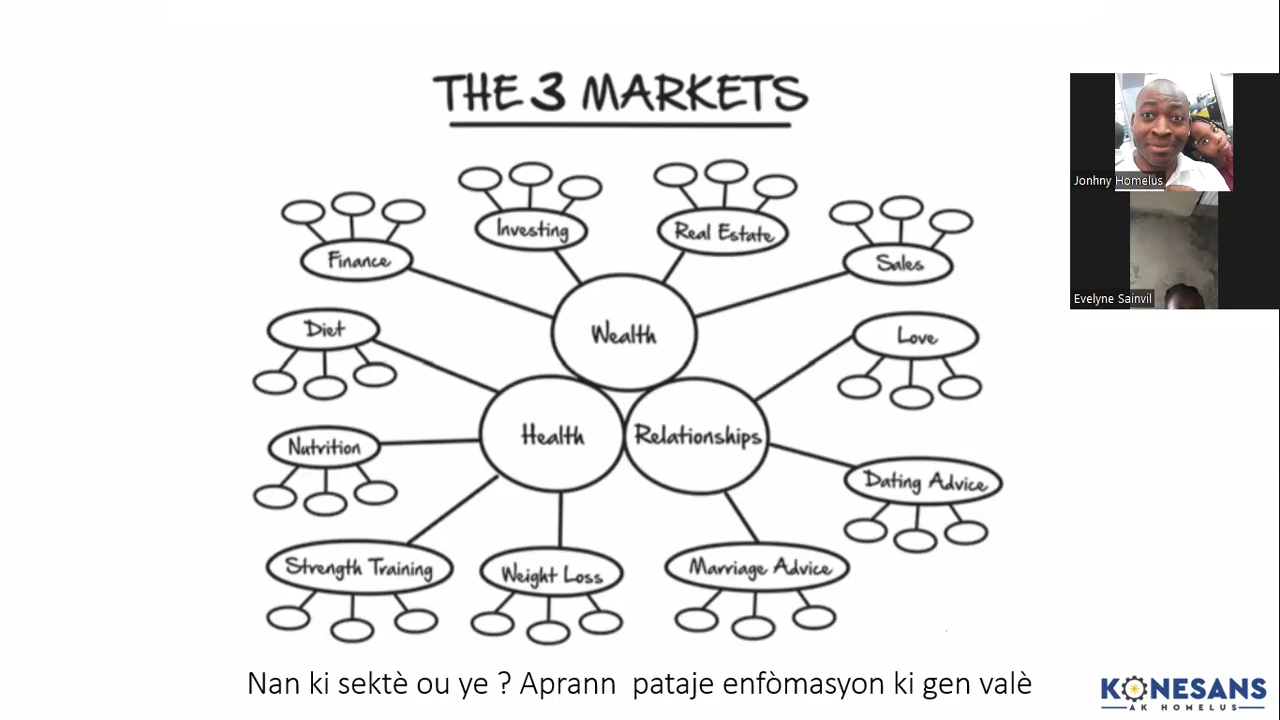 THE 3 MARKETS
Finance
Investing
Real Estate
Sales
Diet
Wealth
Love
Nutrition
Health
Relationships
Dating Advice
Strength Training
Weight Loss
Marriage Advice
Nan ki sektè ou ye ? Aprann  pataje enfòmasyon ki gen valè
Jonhny Homelus
Evelyne Sainvil
KONESANS
AK HOMELUS